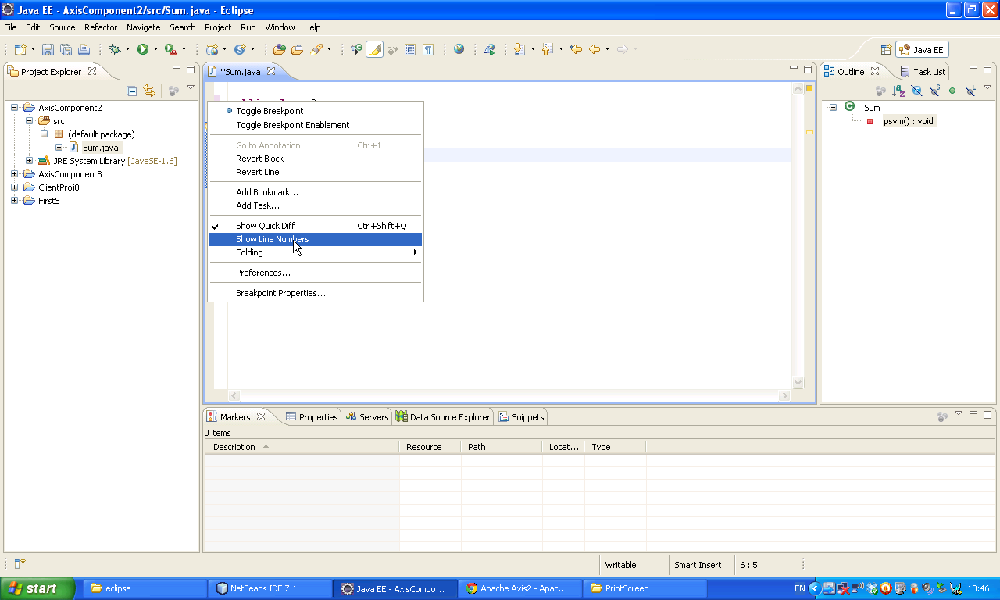 Java EE - AxisComponent2/src/Sum.java - Eclipse
File Edit Source Refactor Navigate Search Project Run Window Help
Java EE
Project Explorer
*Sum.java
Outline
Task List
AxisComponent2
src
(default package)
Sum.java
JRE System Library [JavaSE-1.6]
AxisComponent8
ClientProj8
FirstS
Toggle Breakpoint
Toggle Breakpoint Enablement
Go to Annotation Ctrl+1
Revert Block
Revert Line
Add Bookmark...
Add Task...
Show Quick Diff Ctrl+Shift+Q
Show Line Numbers
Folding
Preferences...
Breakpoint Properties...
Sum
psvm() : void
Markers
Properties
Servers
Data Source Explorer
Snippets
0 items
Description Resource Path Locat... Type
Writable Smart Insert 6 : 5
start
eclipse
NetBeans IDE 7.1
Java EE - AxisCompo...
Apache Axis2 - Apac...
PrintScreen
EN
18:46